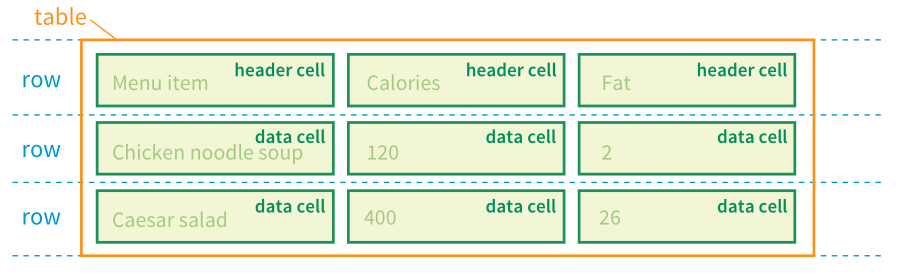 table
row
header cell
Menu item
header cell
Calories
header cell
Fat
row
data cell
Chicken noodle soup
data cell
120
data cell
2
row
data cell
Caesar salad
data cell
400
data cell
26